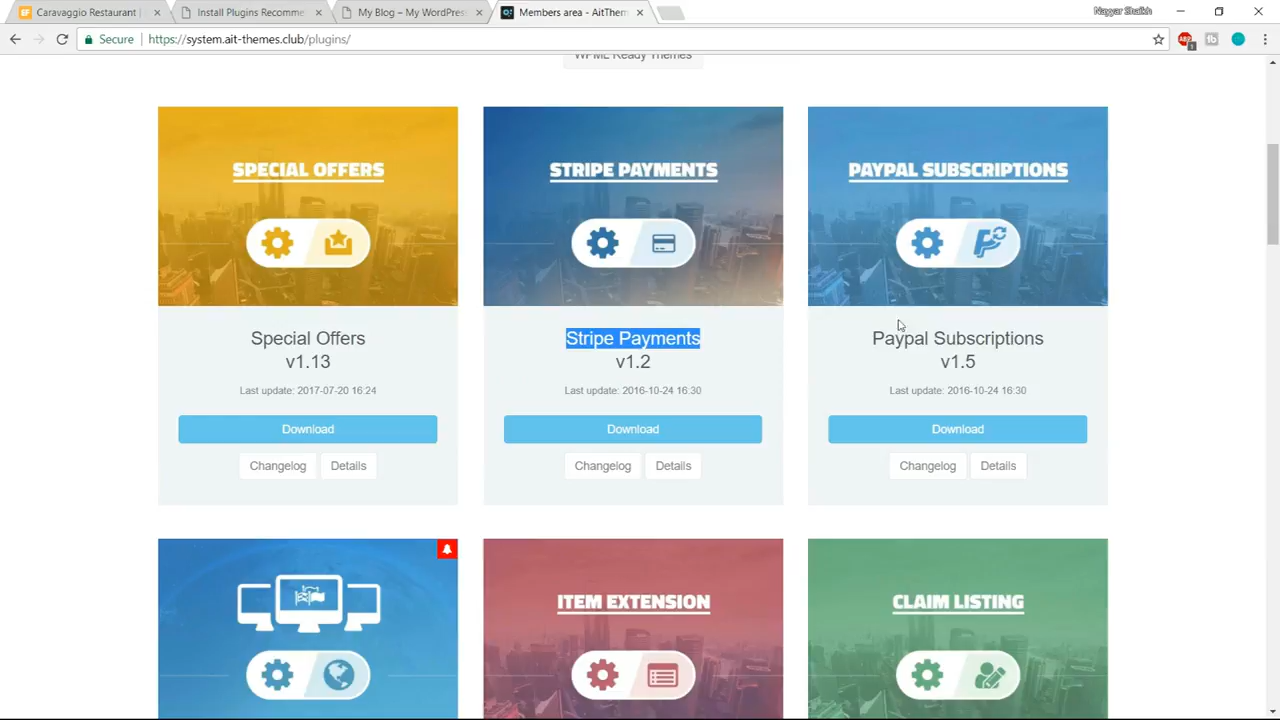 Caravaggio Restaurant |
Install Plugins Recomme
My Blog – My WordPres
Members area - AitThem
Nayyar Shaikh
Secure
https://system.ait-themes.club/plugins/
WPML Ready Themes
SPECIAL OFFERS
STRIPE PAYMENTS
PAYPAL SUBSCRIPTIONS
Special Offers
v1.13
Last update: 2017-07-20 16:24
Download
Changelog
Details
Stripe Payments
v1.2
Last update: 2016-10-24 16:30
Download
Changelog
Details
Paypal Subscriptions
v1.5
Last update: 2016-10-24 16:30
Download
Changelog
Details
ITEM EXTENSION
CLAIM LISTING